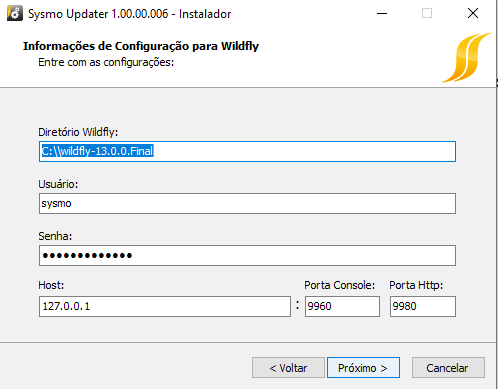 Sysmo Updater 1.00.00.006 - Instalador
Informações de Configuração para Wildfly
Entre com as configurações:
Diretório Wildfly:
C:\\wildfly-13.0.0.Final
Usuário:
sysmo
Senha:
●●●●●●●●●●●●●
Host: Porta Console: Porta Http:
127.0.0.1 : 9960 9980
< Voltar Próximo > Cancelar